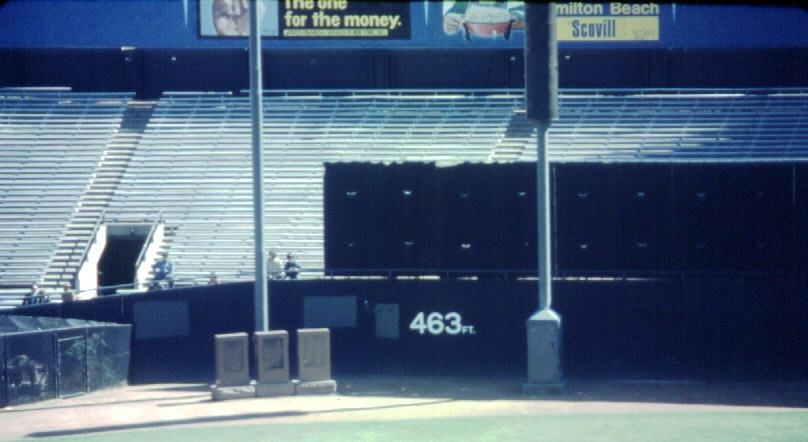 The one
for the money.
milton Beach
Scovill
463 FT.